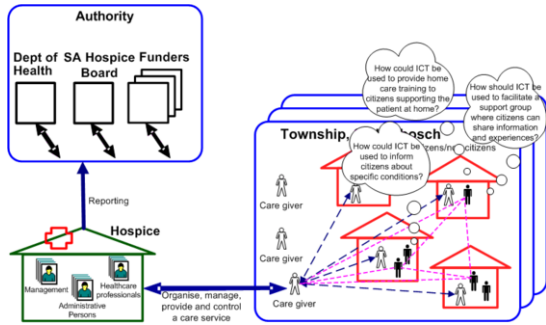 Authority
Dept of
Health
SA Hospice
Board
Funders
Reporting
Hospice
Management
Administrative
Persons
Healthcare
professionals
Organise, manage,
provide and control
a care service
Township,
bosch
citizens
Care giver
Care giver
Care giver
How could ICT be
used to provide home
care training to
citizens supporting the
patient at home?
How should ICT be
used to facilitate a
support group
where citizens can
share information
and experiences?
How could ICT be
used to inform
citizens about
specific conditions?